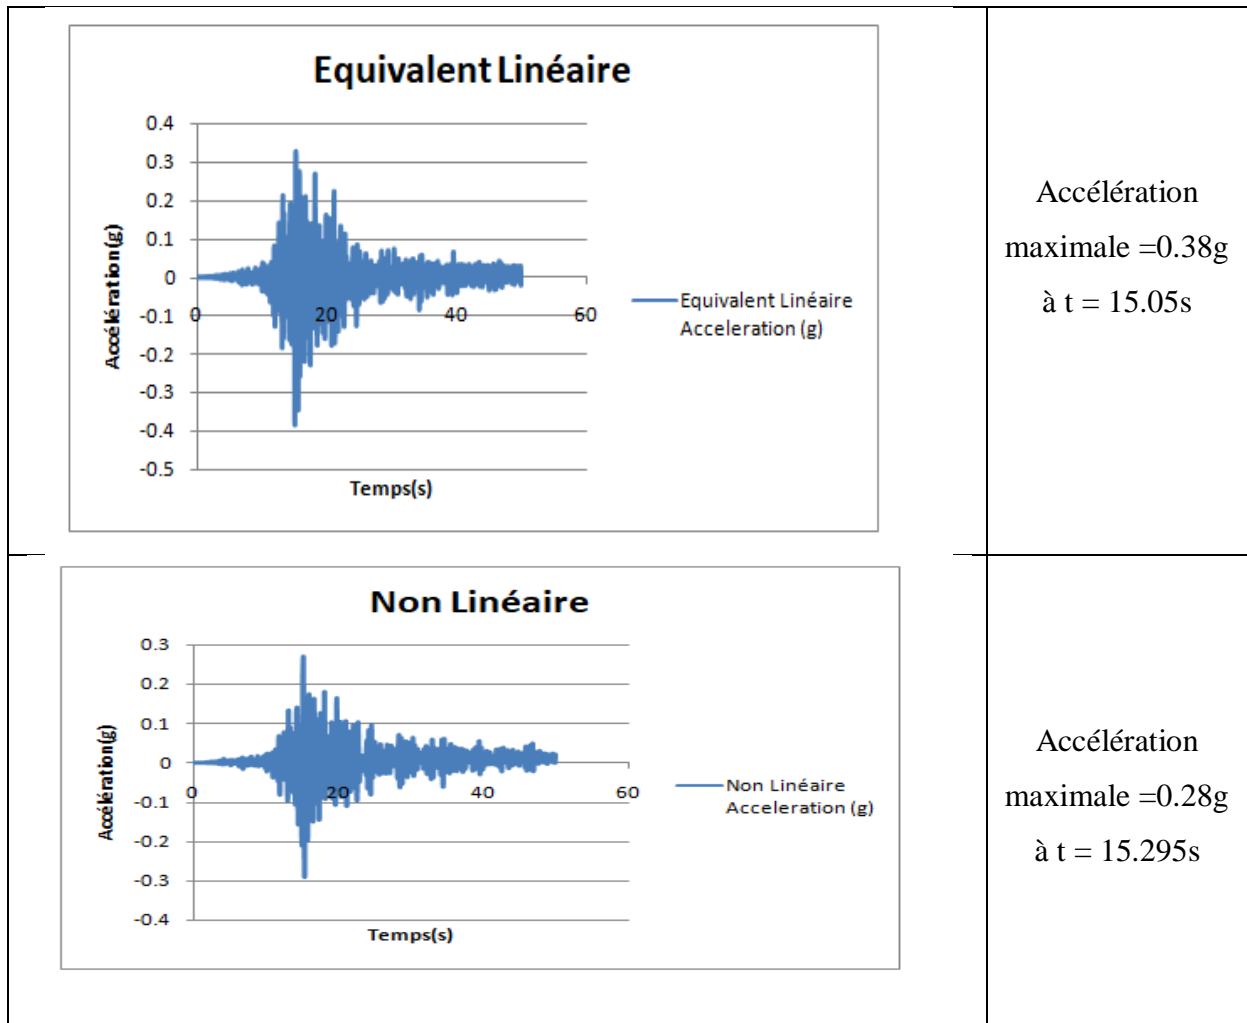 Equivalent Linéaire
0.4
0.3
0.2
0.1
0
-0.1
-0.2
-0.3
-0.4
-0.5
0
20
40
60
Accélération(g)
Temps(s)
Equivalent Linéaire
Acceleration (g)
Accélération
maximale =0.38g
à t = 15.05s
Non Linéaire
0.3
0.2
0.1
0
-0.1
-0.2
-0.3
-0.4
0
20
40
60
Accélération(g)
Temps(s)
Non Linéaire
Acceleration (g)
Accélération
maximale =0.28g
à t = 15.295s